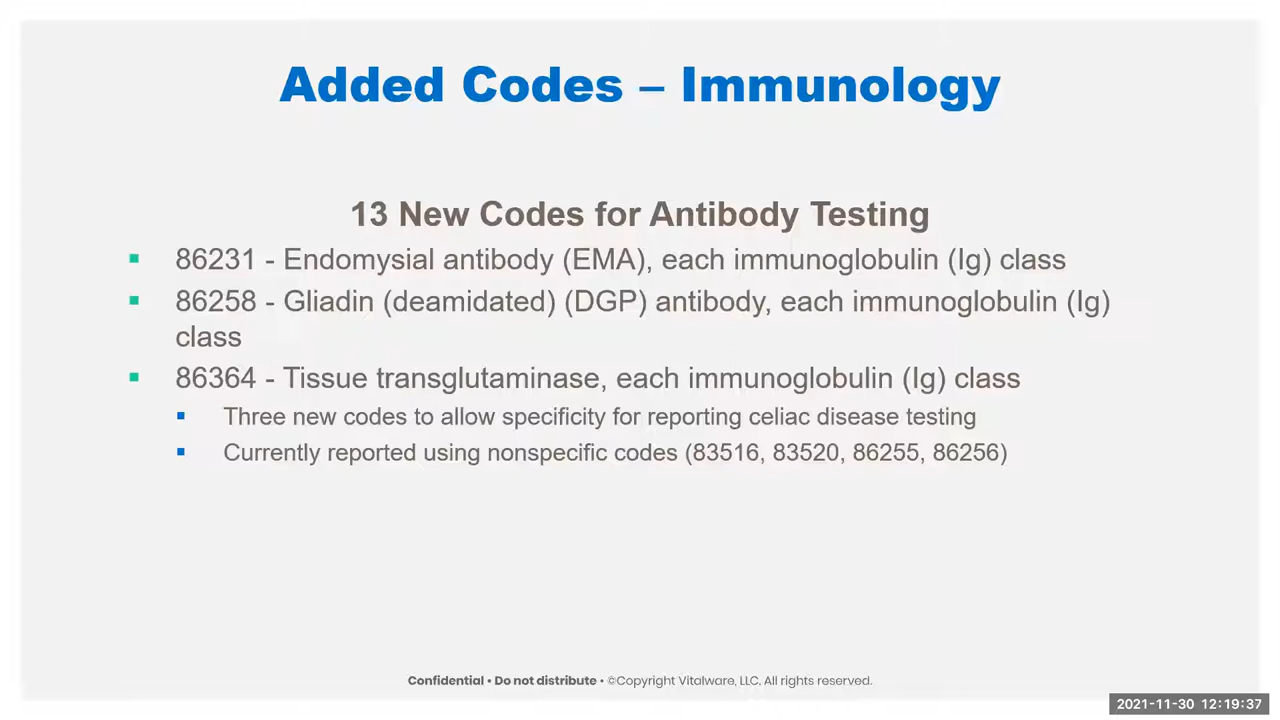 Added Codes – Immunology
13 New Codes for Antibody Testing
▪ 86231 - Endomysial antibody (EMA), each immunoglobulin (Ig) class
▪ 86258 - Gliadin (deamidated) (DGP) antibody, each immunoglobulin (Ig)
class
▪ 86364 - Tissue transglutaminase, each immunoglobulin (Ig) class
▪ Three new codes to allow specificity for reporting celiac disease testing
▪ Currently reported using nonspecific codes (83516, 83520, 86255, 86256)
Confidential • Do not distribute • ©Copyright Vitalware, LLC. All rights reserved.
2021-11-30 12:19:37